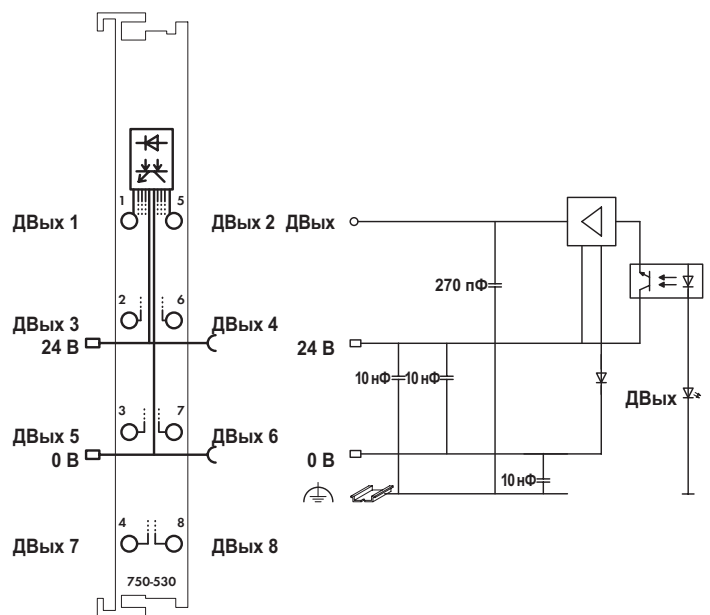 1 5
ДВых 1 ДВых 2 ДВых
270 пФ
2 6
ДВых 3 ДВых 4
24 В 24 В
10 нФ 10 нФ
ДВых
3 7
ДВых 5 ДВых 6
0 В 0 В
10 нФ
4 8
ДВых 7 ДВых 8
750-530